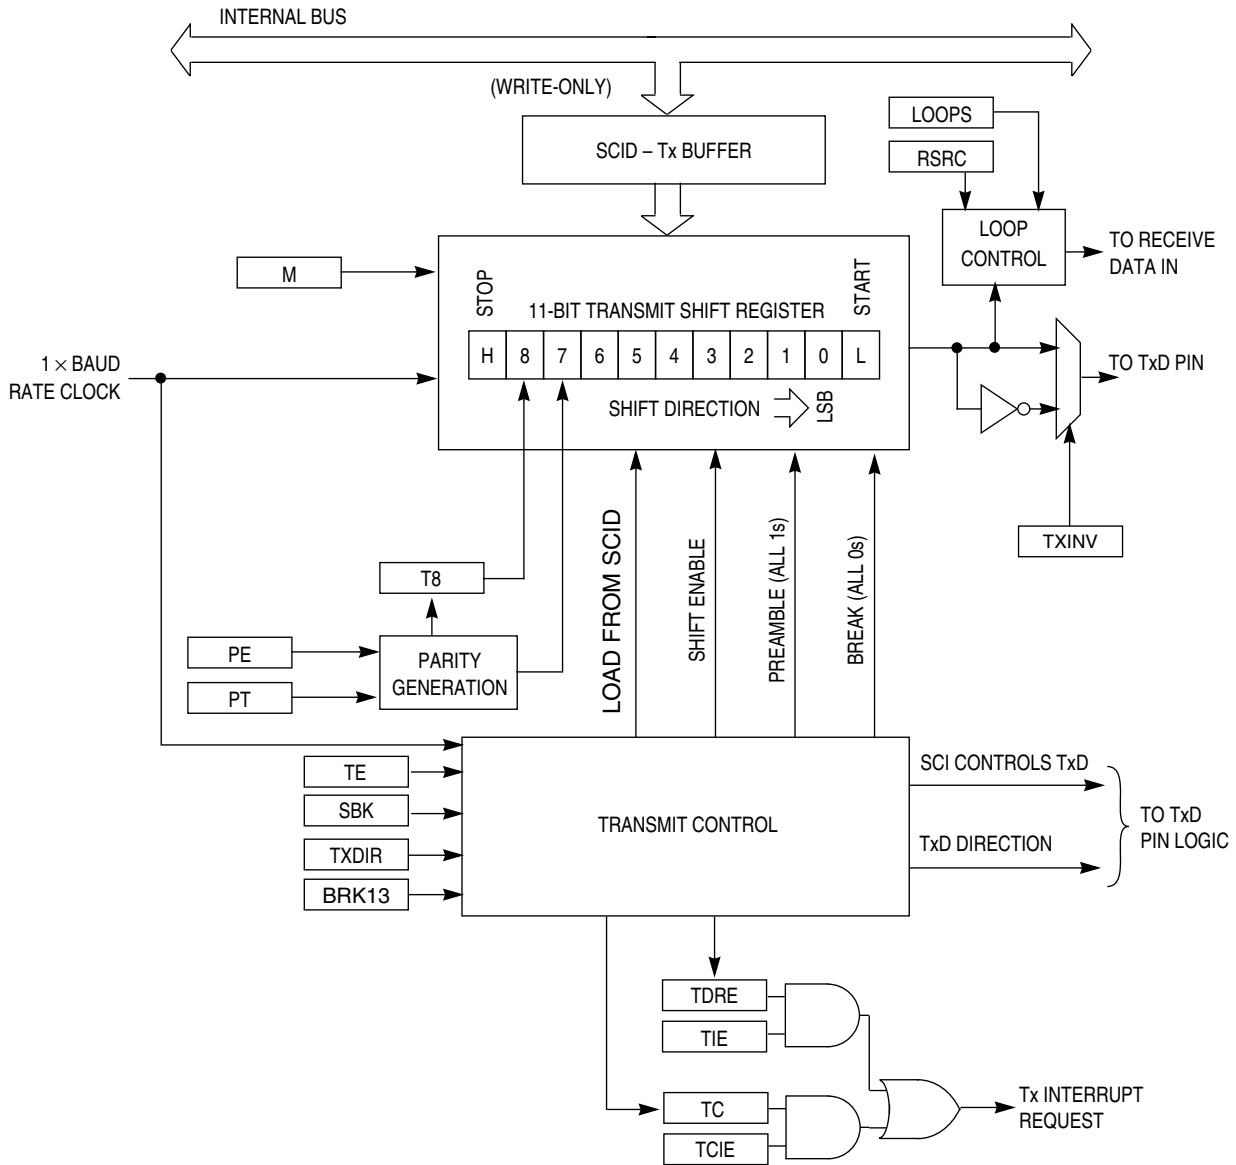 INTERNAL BUS
(WRITE-ONLY)
SCID – Tx BUFFER
LOOPS
RSRC
LOOP
CONTROL
TO RECEIVE
DATA IN
M
STOP
11-BIT TRANSMIT SHIFT REGISTER
START
H 8 7 6 5 4 3 2 1 0 L
SHIFT DIRECTION
LSB
1 × BAUD
RATE CLOCK
TO TxD PIN
TXINV
T8
PE
PT
PARITY
GENERATION
LOAD FROM SCID
SHIFT ENABLE
PREAMBLE (ALL 1s)
BREAK (ALL 0s)
TE
SBK
TXDIR
BRK13
TRANSMIT CONTROL
SCI CONTROLS TxD
TxD DIRECTION
TO TxD
PIN LOGIC
TDRE
TIE
TC
TCIE
Tx INTERRUPT
REQUEST